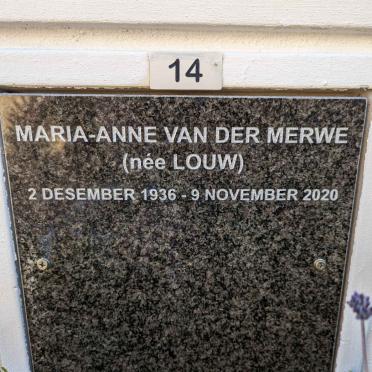 14
MARIA-ANNE VAN DER MERWE
(née LOUW)
2 DESEMBER 1936 - 9 NOVEMBER 2020